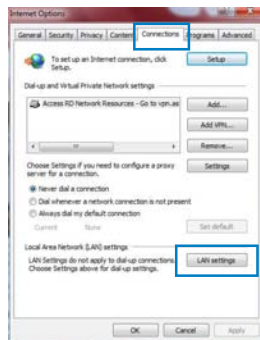 Internet Options
General Security Privacy Content Connections Programs Advanced
To set up an Internet connection, click Setup
Setup.
Dial-up and Virtual Private Network settings
Access RD Network Resources - Go to vpn.as Add...
Add VPN...
Remove...
Choose Settings if you need to configure a proxy Settings
server for a connection.
Never dial a connection
Dial whenever a network connection is not present
Always dial my default connection
Current None Set default
Local Area Network (LAN) settings
LAN Settings do not apply to dial-up connections. LAN settings
Choose Settings above for dial-up settings.
OK Cancel Apply